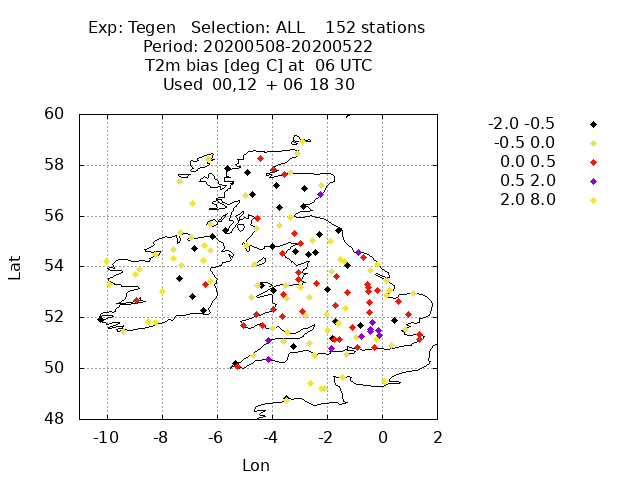 Exp: Tegen Selection: ALL 152 stations
Period: 20200508-20200522
T2m bias [deg C] at 06 UTC
Used 00,12 + 06 18 30
-2.0 -0.5
-0.5 0.0
0.0 0.5
0.5 2.0
2.0 8.0
60
58
56
54
52
50
48
Lat
-10 -8 -6 -4 -2 0 2
Lon